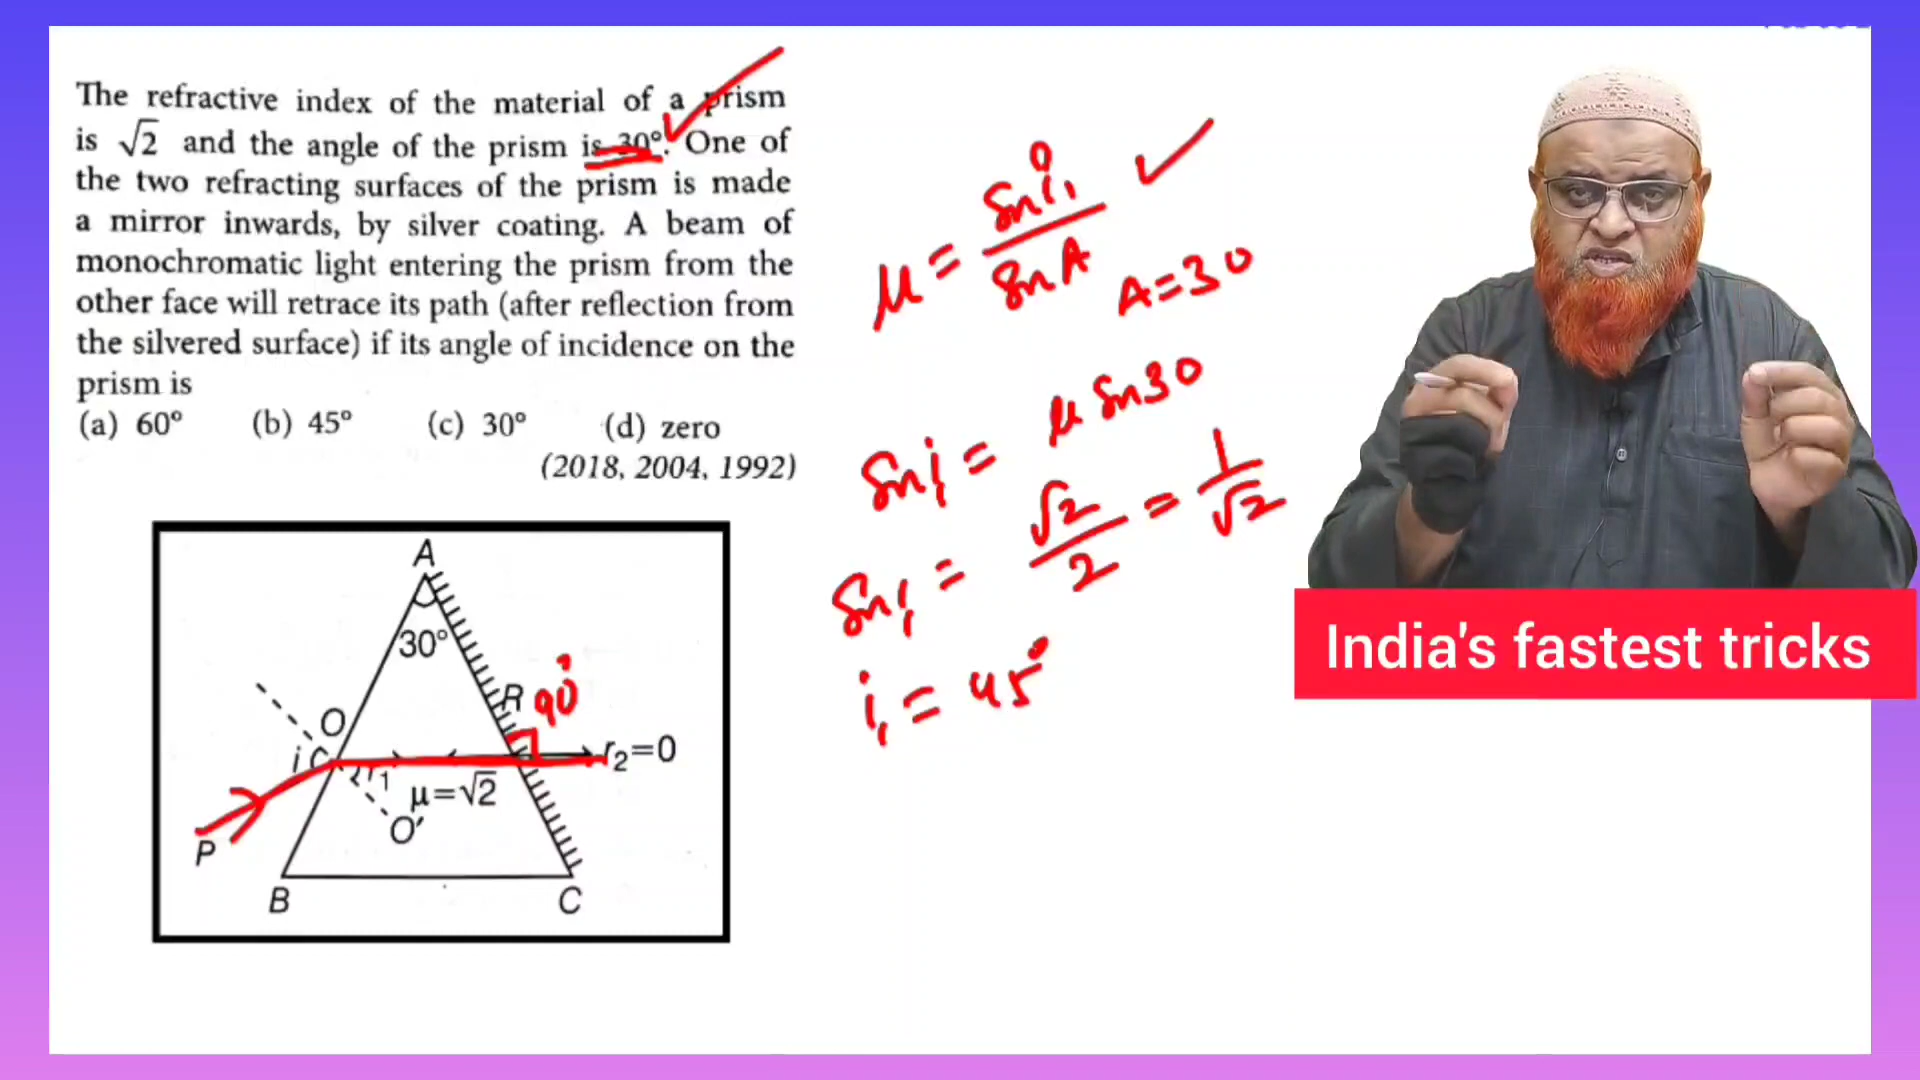 The refractive index of the material of a prism
is √2 and the angle of the prism is 30°. One of
the two refracting surfaces of the prism is made
a mirror inwards, by silver coating. A beam of
monochromatic light entering the prism from the
other face will retrace its path (after reflection from
the silvered surface) if its angle of incidence on the
prism is
(a) 60° (b) 45° (c) 30° (d) zero
(2018, 2004, 1992)
A
30°
R 90°
O
i
r₂=0
r₁
μ=√2
O'
P
B
C
μ = sin i₁ / sin A
A=30
sin i₁ = μ sin 30
sin i₁ = √2/2 = 1/√2
i₁ = 45°
India's fastest tricks